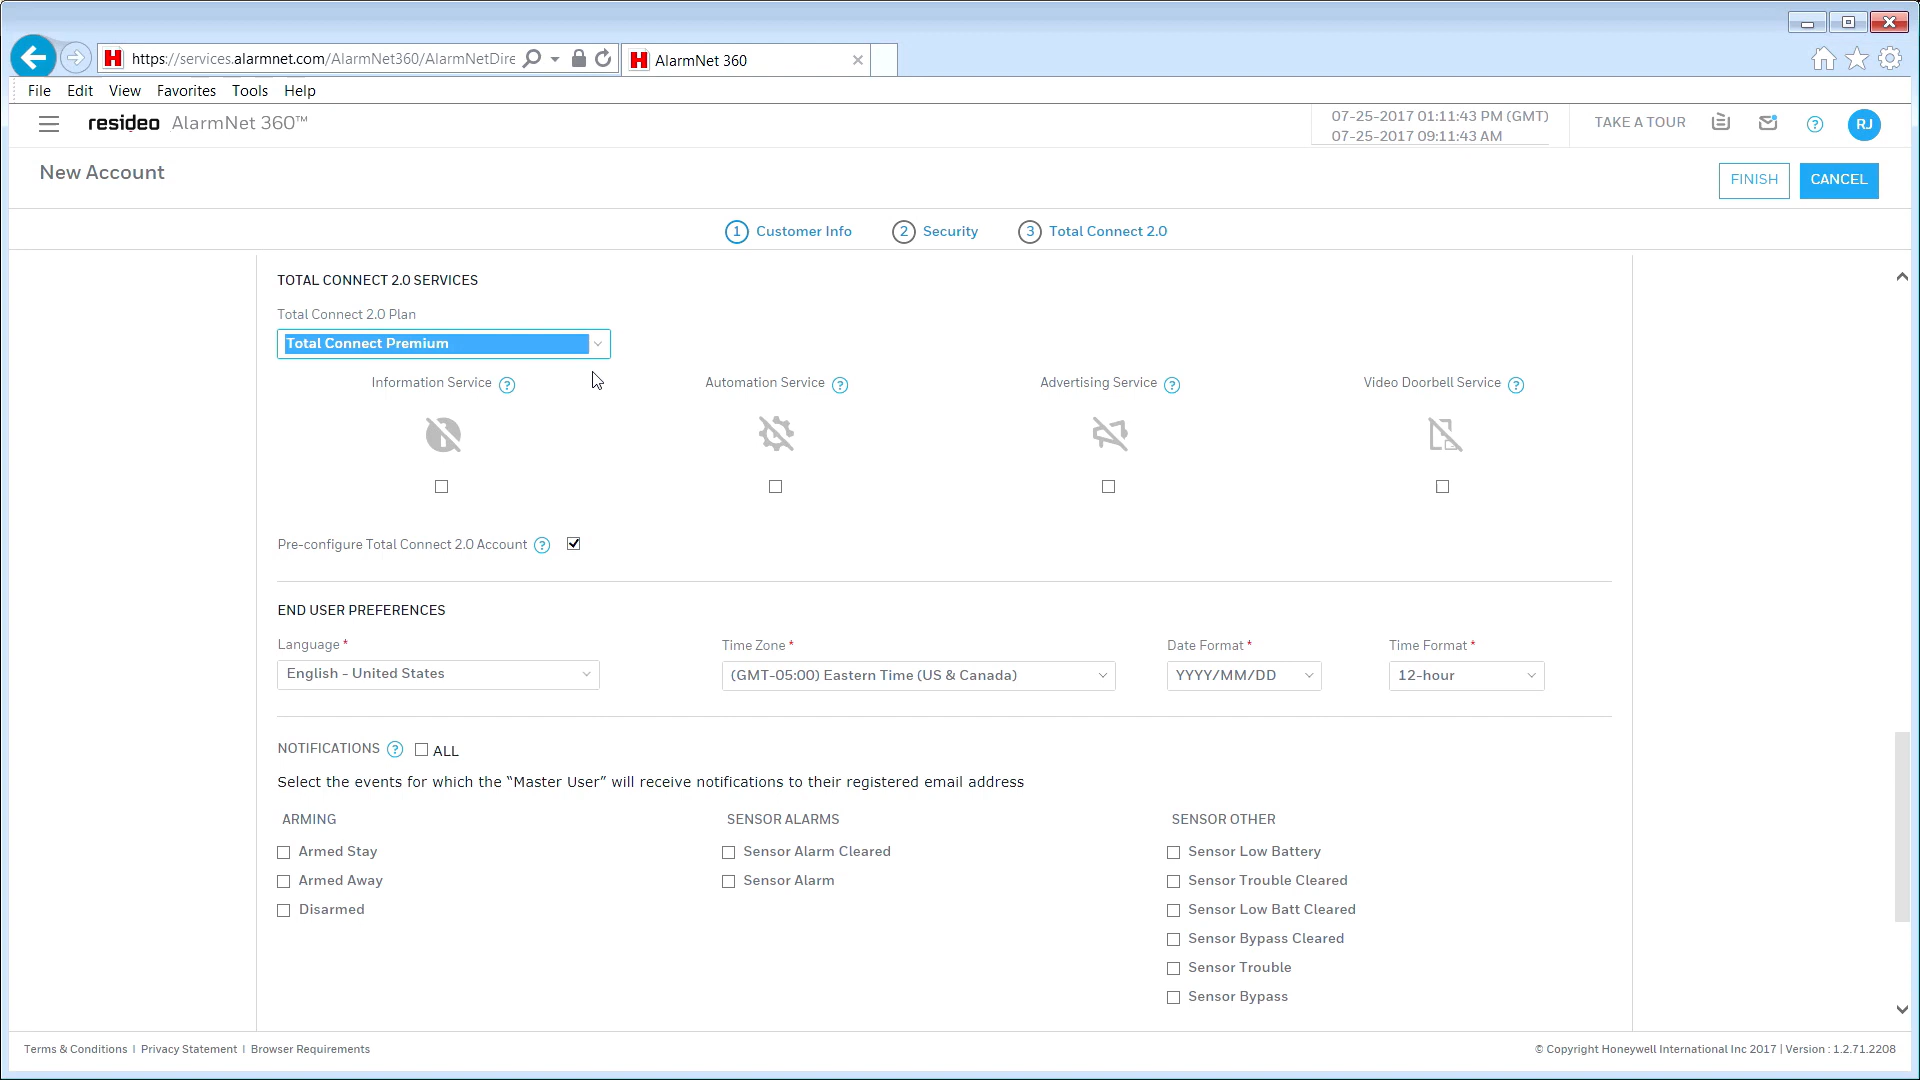 https://services.alarmnet.com/AlarmNet360/AlarmNetDire
AlarmNet 360
File Edit View Favorites Tools Help
resideo AlarmNet 360™
07-25-2017 01:11:43 PM (GMT)
07-25-2017 09:11:43 AM
TAKE A TOUR
RJ
New Account
FINISH
CANCEL
1 Customer Info
2 Security
3 Total Connect 2.0
TOTAL CONNECT 2.0 SERVICES
Total Connect 2.0 Plan
Total Connect Premium
Information Service ?
Automation Service ?
Advertising Service ?
Video Doorbell Service ?
Pre-configure Total Connect 2.0 Account ?
END USER PREFERENCES
Language *
Time Zone *
Date Format *
Time Format *
English - United States
(GMT-05:00) Eastern Time (US & Canada)
YYYY/MM/DD
12-hour
NOTIFICATIONS ? ALL
Select the events for which the “Master User” will receive notifications to their registered email address
ARMING
Armed Stay
Armed Away
Disarmed
SENSOR ALARMS
Sensor Alarm Cleared
Sensor Alarm
SENSOR OTHER
Sensor Low Battery
Sensor Trouble Cleared
Sensor Low Batt Cleared
Sensor Bypass Cleared
Sensor Trouble
Sensor Bypass
Terms & Conditions | Privacy Statement | Browser Requirements
© Copyright Honeywell International Inc 2017 | Version : 1.2.71.2208